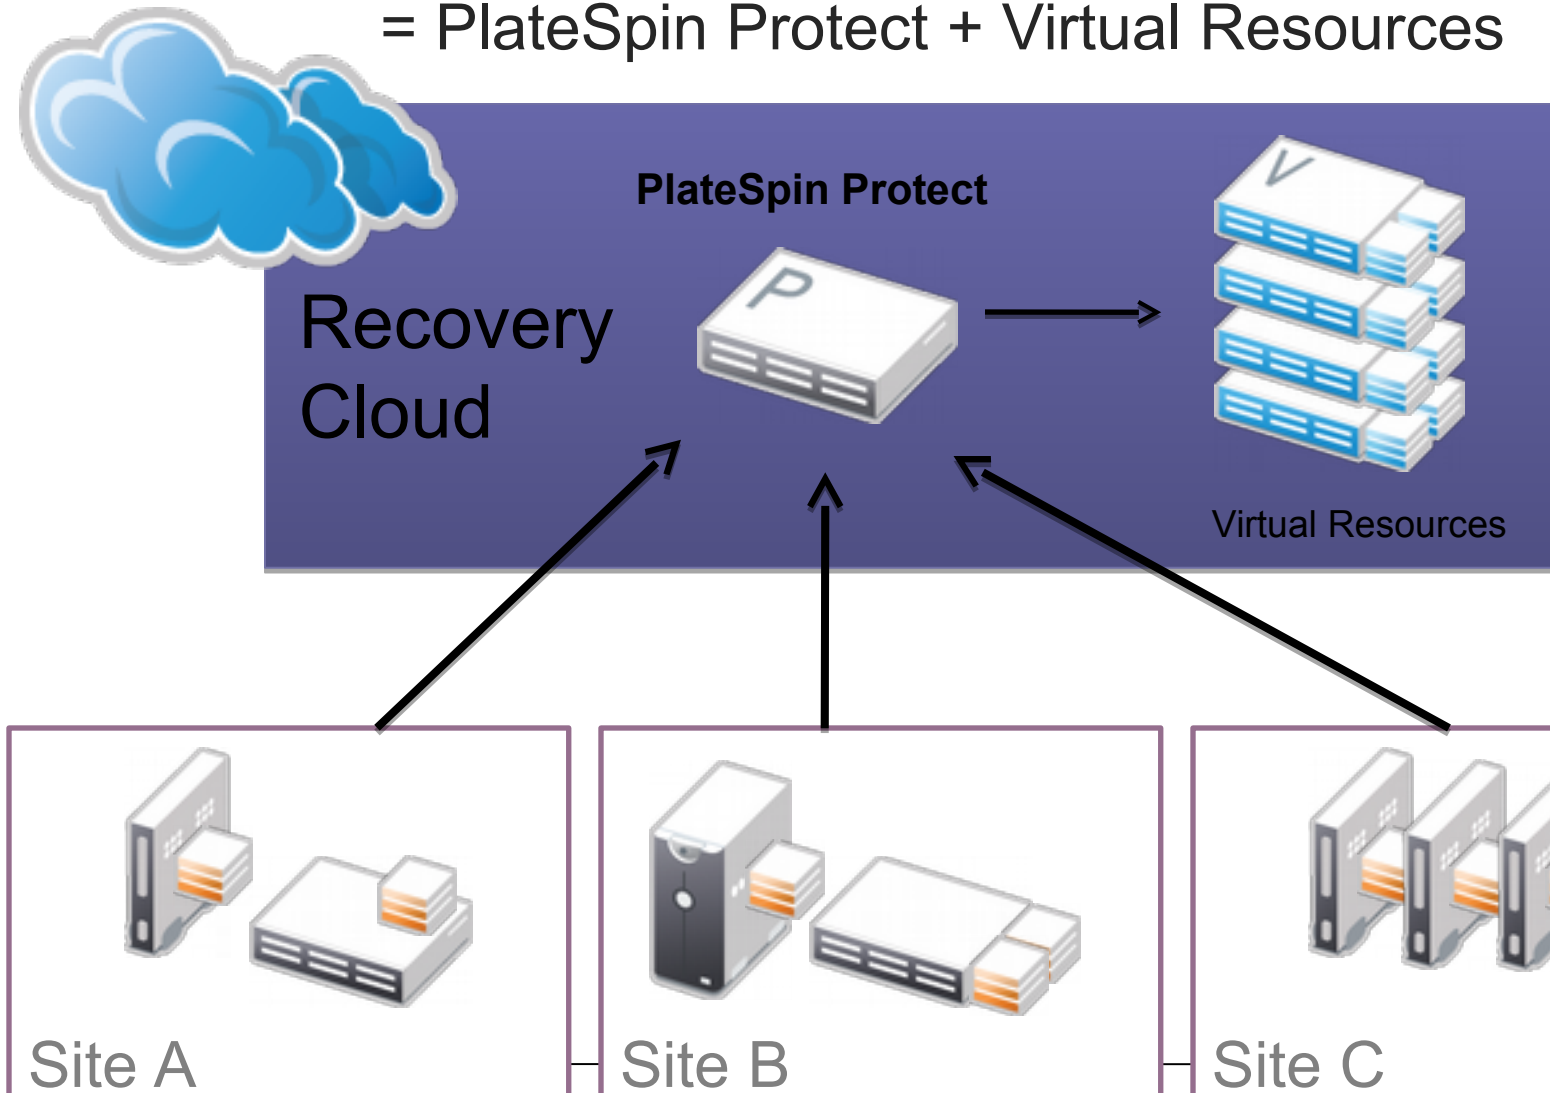 = PlateSpin Protect + Virtual Resources
PlateSpin Protect
V
P
Recovery
Cloud
Virtual Resources
Site A
Site B
Site C